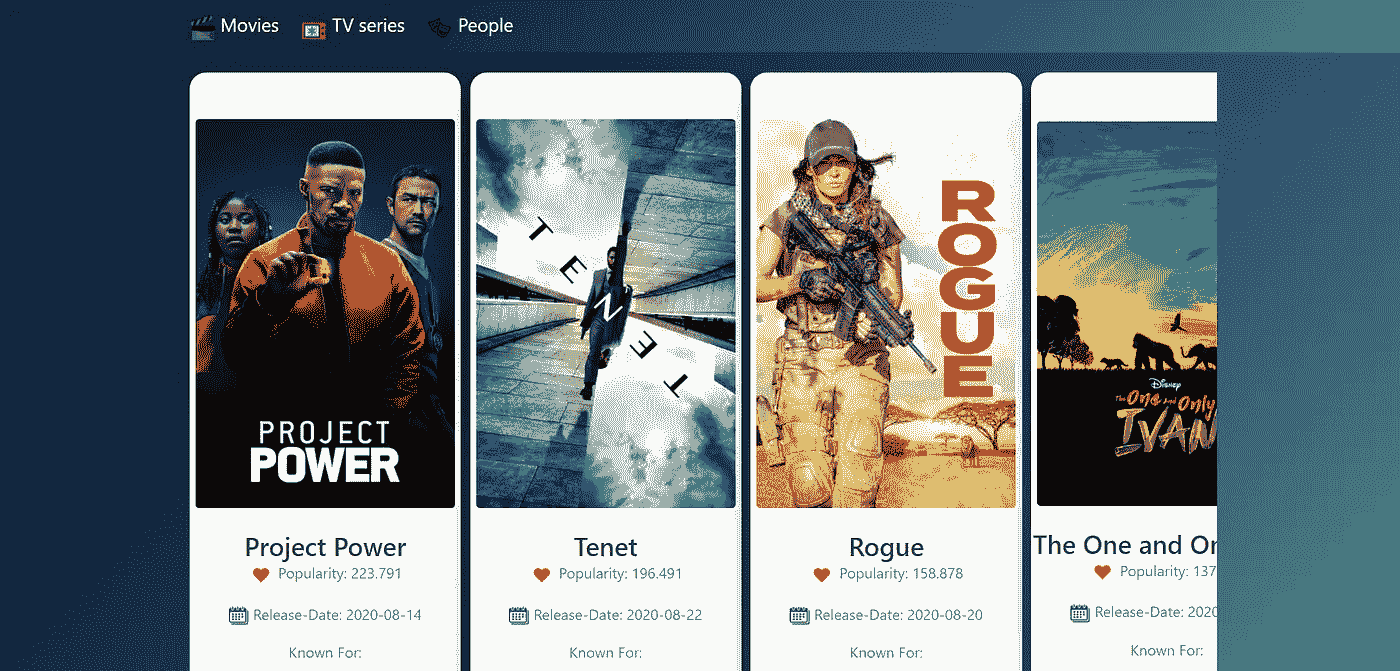 Movies
TV series
People
PROJECT
POWER
Project Power
Popularity: 223.791
Release-Date: 2020-08-14
Known For:
TENET
Tenet
Popularity: 196.491
Release-Date: 2020-08-22
Known For:
ROGUE
Rogue
Popularity: 158.878
Release-Date: 2020-08-20
Known For:
Disney
The One and Only
IVAN
The One and Or
Popularity: 137
Release-Date: 2020
Known For: